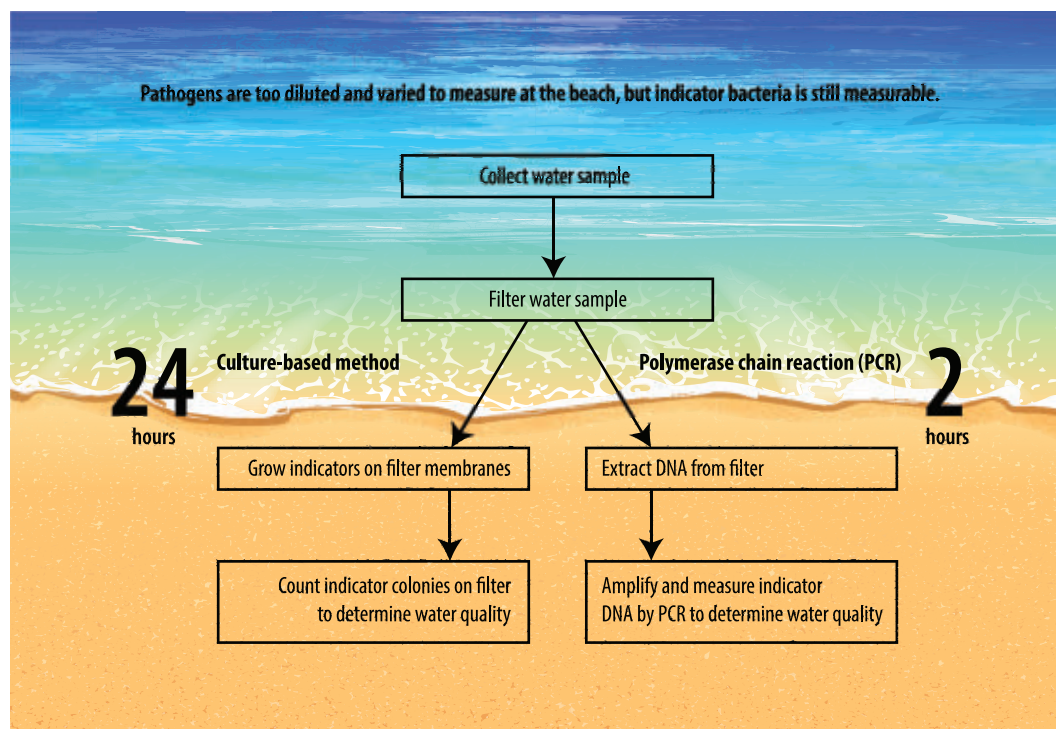 Pathogens are too diluted and varied to measure at the beach, but indicator bacteria is still measurable.
Collect water sample
Filter water sample
24
hours
Culture-based method
Polymerase chain reaction (PCR)
2
hours
Grow indicators on filter membranes
Extract DNA from filter
Count indicator colonies on filter
to determine water quality
Amplify and measure indicator
DNA by PCR to determine water quality